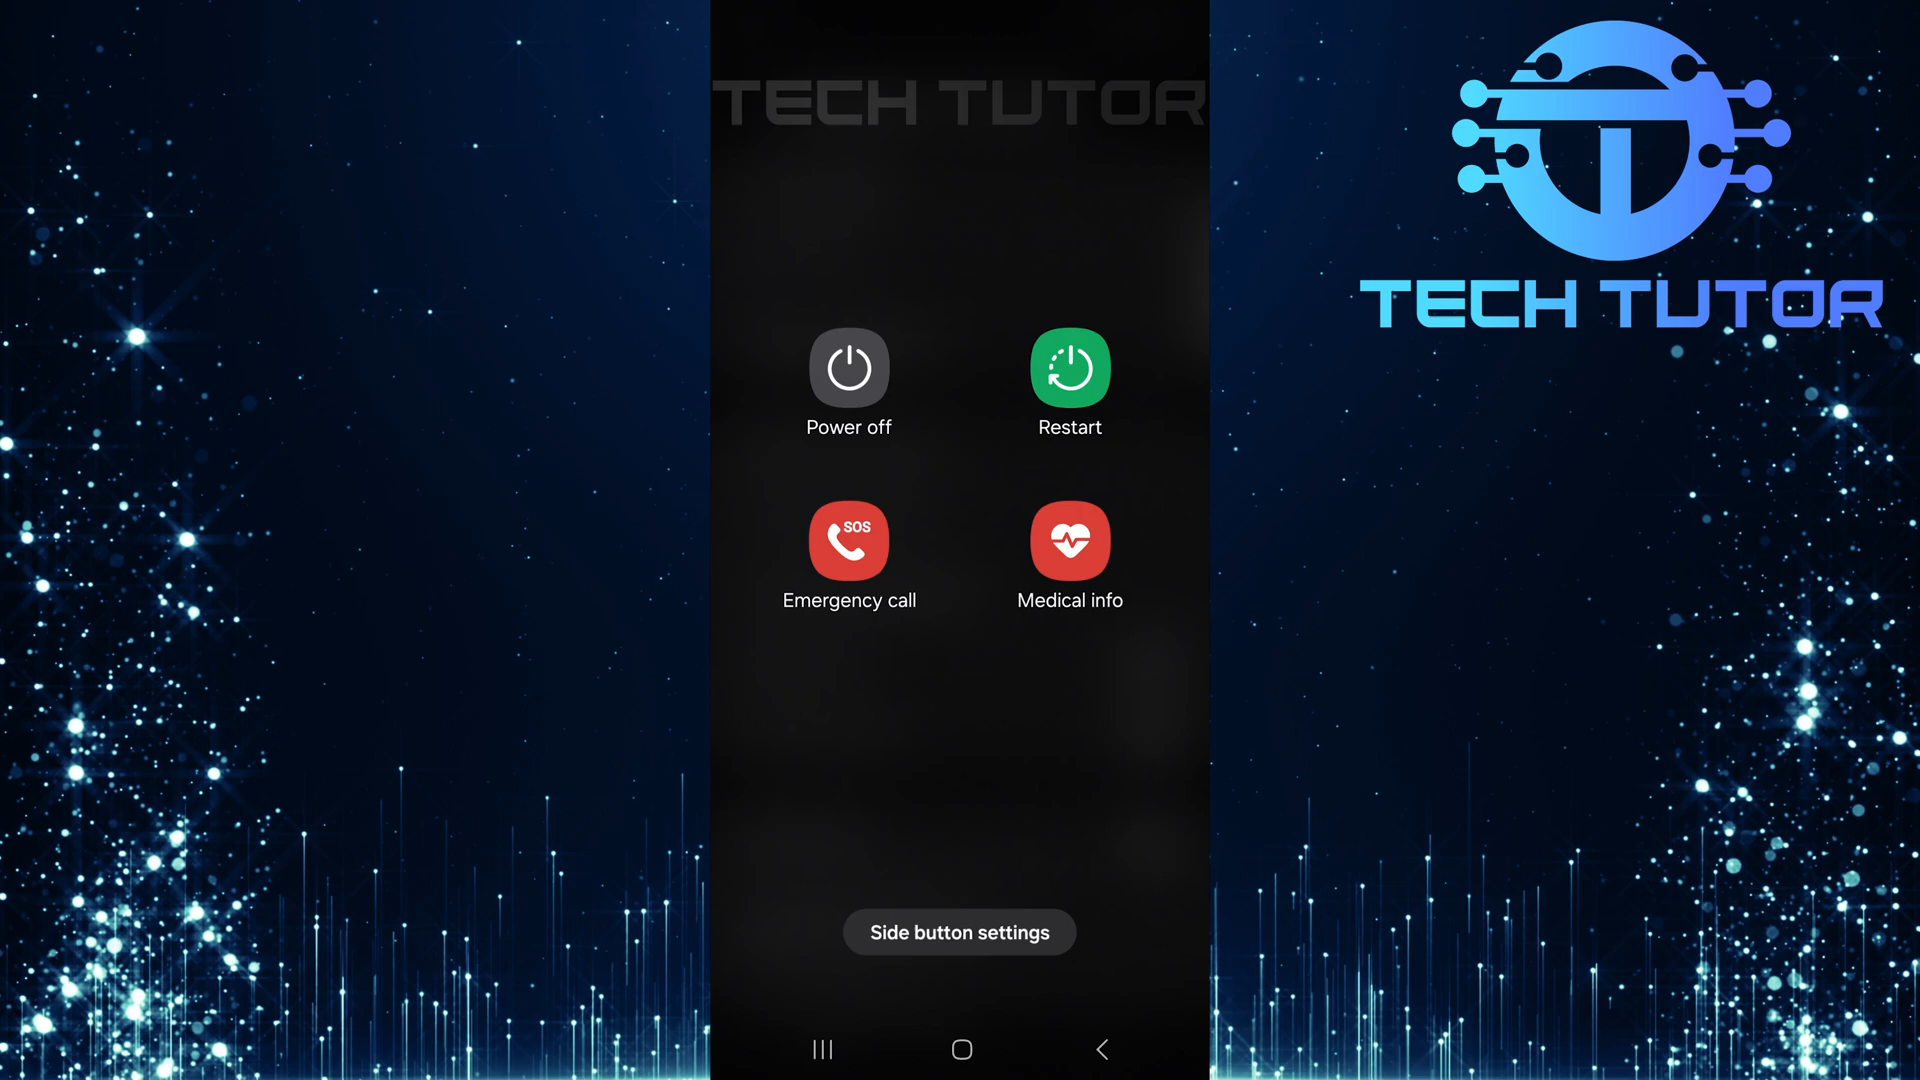 TECH TUTOR
TECH TUTOR
Power off
Restart
SOS
Emergency call
Medical info
Side button settings